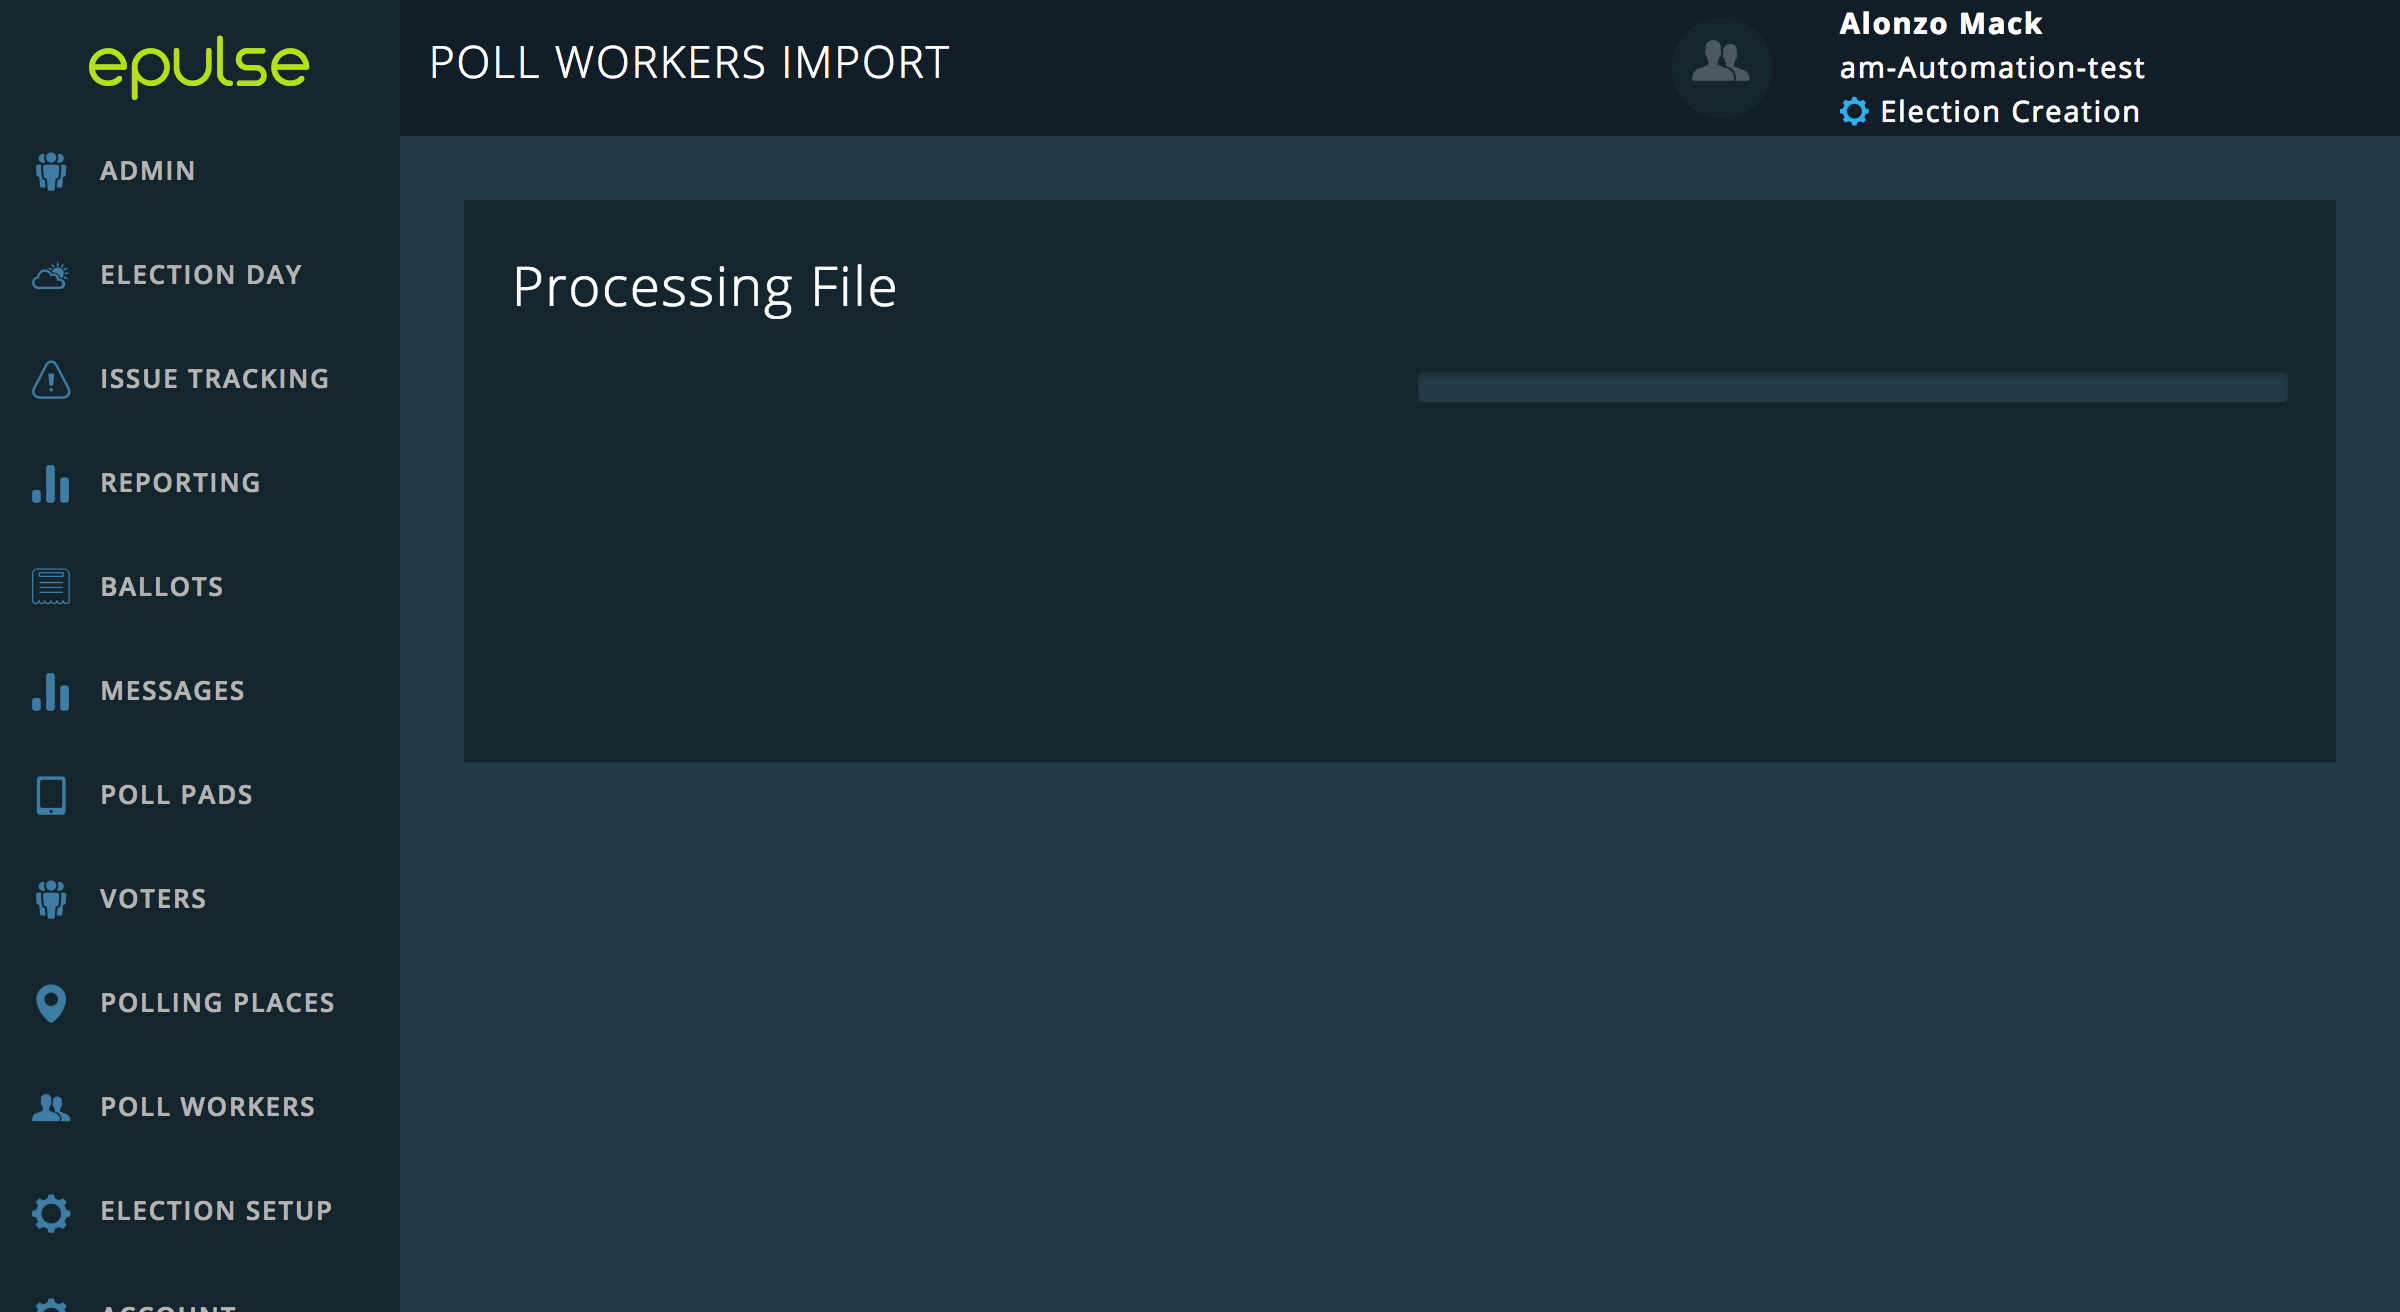 epulse
POLL WORKERS IMPORT
Alonzo Mack
am-Automation-test
Election Creation
ADMIN
ELECTION DAY
ISSUE TRACKING
REPORTING
BALLOTS
MESSAGES
POLL PADS
VOTERS
POLLING PLACES
POLL WORKERS
ELECTION SETUP
ACCOUNT
Processing File